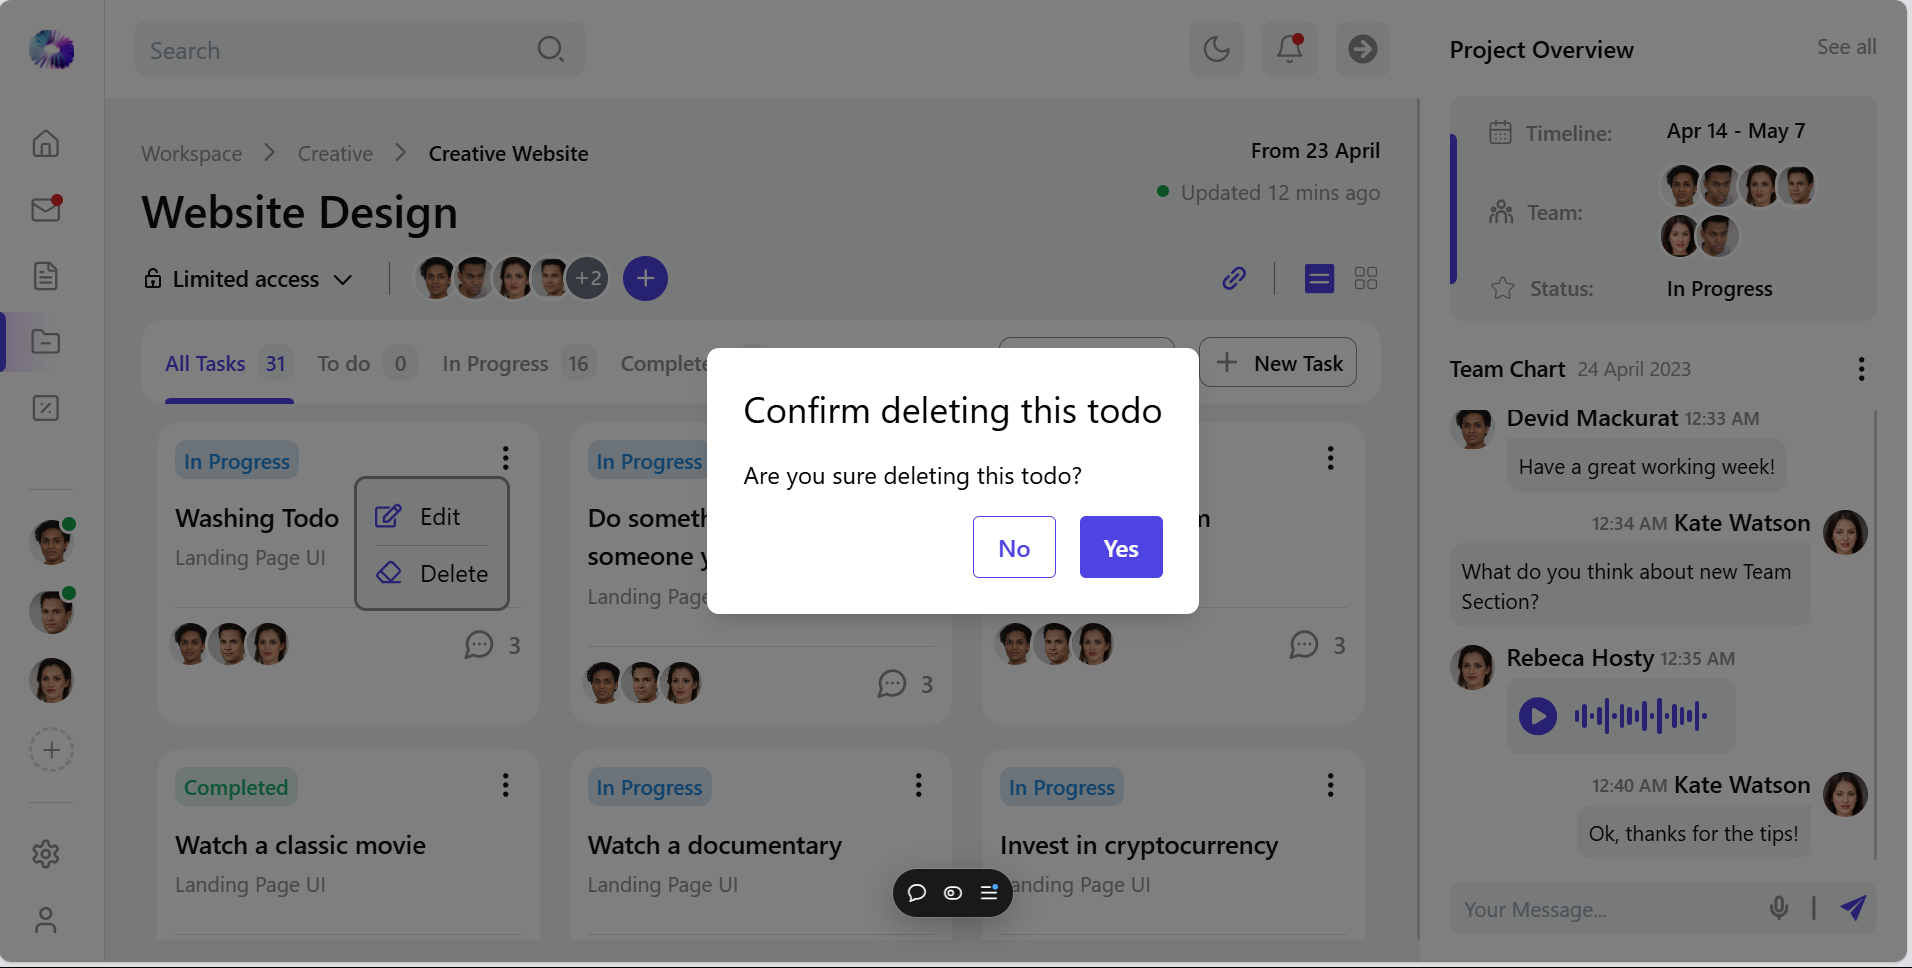 Search
Workspace > Creative > Creative Website
From 23 April
Website Design
Updated 12 mins ago
Limited access
+2
All Tasks 31
To do 0
In Progress 16
Complete
New Task
Confirm deleting this todo
Are you sure deleting this todo?
No
Yes
In Progress
Washing Todo
Landing Page UI
Edit
Delete
3
In Progress
Do someth
someone y
Landing Page
3
3
Completed
Watch a classic movie
Landing Page UI
In Progress
Watch a documentary
Landing Page UI
In Progress
Invest in cryptocurrency
anding Page UI
Project Overview
See all
Timeline:
Apr 14 - May 7
Team:
Status:
In Progress
Team Chart 24 April 2023
Devid Mackurat 12:33 AM
Have a great working week!
12:34 AM Kate Watson
What do you think about new Team
Section?
Rebeca Hosty 12:35 AM
12:40 AM Kate Watson
Ok, thanks for the tips!
Your Message...